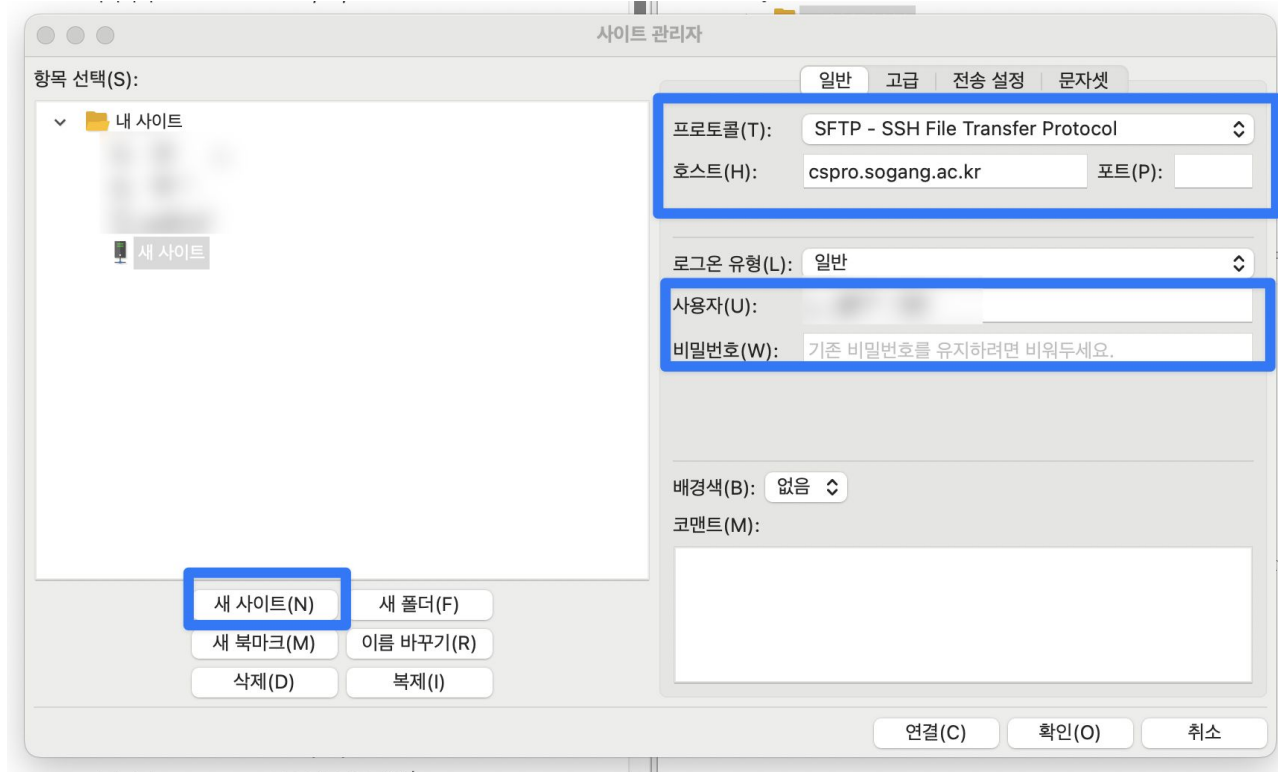 사이트 관리자
항목 선택(S):
내 사이트
새 사이트
새 사이트(N)
새 폴더(F)
새 북마크(M)
이름 바꾸기(R)
삭제(D)
복제(I)
일반
고급
전송 설정
문자셋
프로토콜(T):
SFTP - SSH File Transfer Protocol
호스트(H):
cspro.sogang.ac.kr
포트(P):
로그온 유형(L):
일반
사용자(U):
비밀번호(W):
기존 비밀번호를 유지하려면 비워두세요.
배경색(B):
없음
코맨트(M):
연결(C)
확인(O)
취소